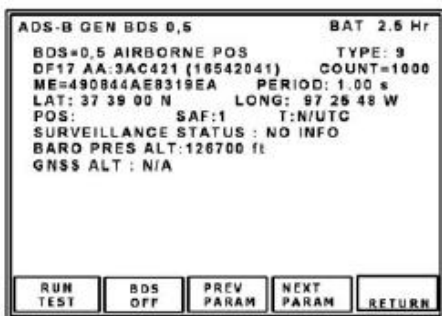 ADS-B GEN BDS 0,5 BAT 2.5 Hr
BDS=0,5 AIRBORNE POS TYPE: 9
DF17 AA:3AC421 (16542041) COUNT=1000
ME=490844AE8319EA PERIOD: 1.00 s
LAT: 37 39 00 N LONG: 97 25 48 W
POS: SAF:1 T:N/UTC
SURVEILLANCE STATUS : NO INFO
BARO PRES ALT:126700 ft
GNSS ALT : N/A
RUN TEST BDS OFF PREV PARAM NEXT PARAM RETURN